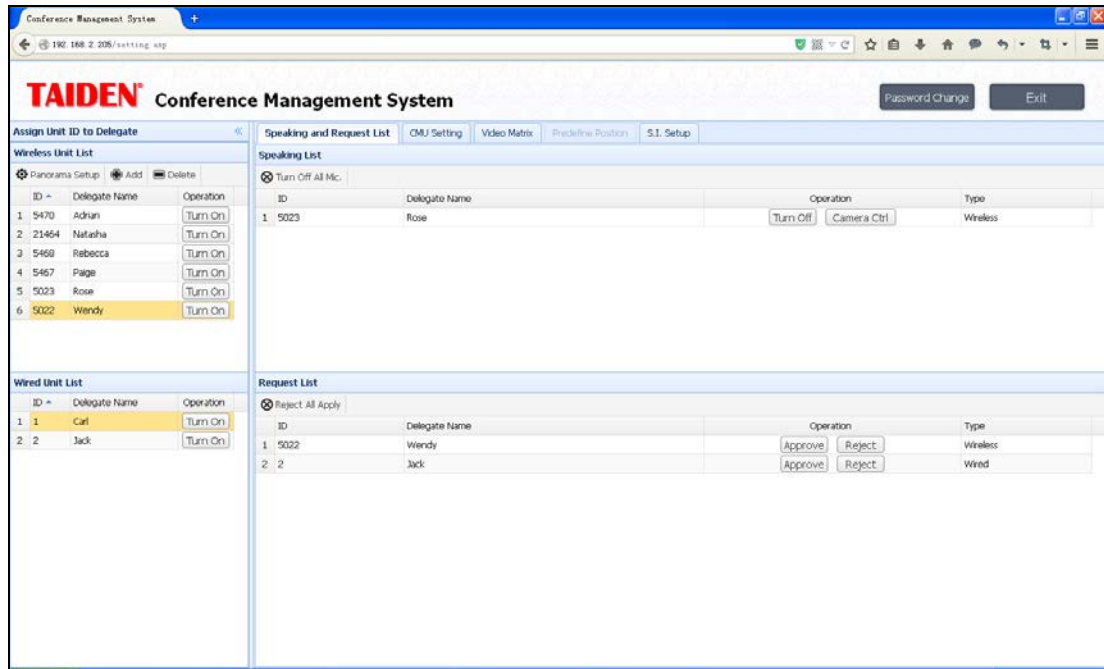 Conference Management System
192.168.2.205/setting.asp
TAIDEN® Conference Management System
Password Change
Exit
Assign Unit ID to Delegate
Wireless Unit List
Panorama Setup Add Delete
ID Delegate Name Operation
1 5470 Adrian Turn On
2 21464 Natasha Turn On
3 5468 Rebecca Turn On
4 5467 Paige Turn On
5 5023 Rose Turn On
6 5022 Wendy Turn On
Wired Unit List
ID Delegate Name Operation
1 1 Carl Turn On
2 2 Jack Turn On
Speaking and Request List CMU Setting Video Matrix Predefine Position S.I. Setup
Speaking List
Turn Off All Mic.
ID Delegate Name Operation Type
1 5023 Rose Turn Off Camera Ctrl Wireless
Request List
Reject All Apply
ID Delegate Name Operation Type
1 5022 Wendy Approve Reject Wireless
2 2 Jack Approve Reject Wired